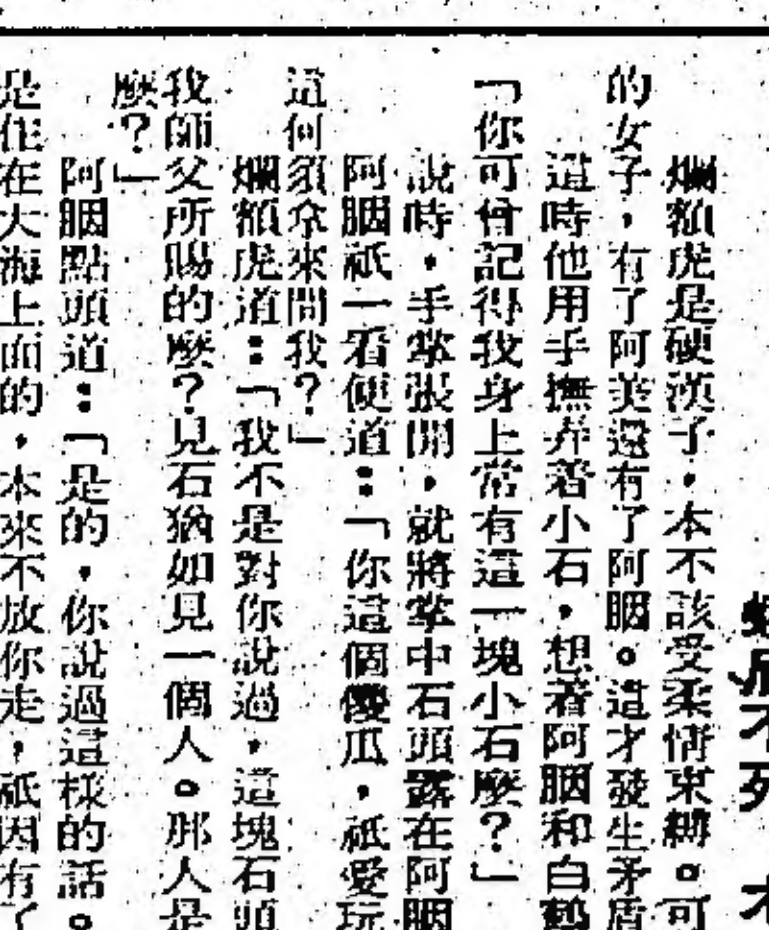 死
爛額虎是硬漢子，本不該受柔情束縛。可
的女子，有了阿美還有了阿胭。這才發生矛盾
這時他用手撫弄着小石，想着阿胭和白鶴
「你可曾記得我身上常有這一塊小石麼？」
說時，手掌張開，就將掌中石頭露在阿胭
阿胭祇一看便道：「你這個傻瓜，祇愛玩
這何須拿來問我？」
爛額虎道：「我不是對你說過，這塊石頭
我師父所賜的麼？見石猶如見一個人。那人是
麼？」
阿胭點頭道：「是的，你說過這樣的話。
是住在大海上面的，本來不放你走，祇因有了